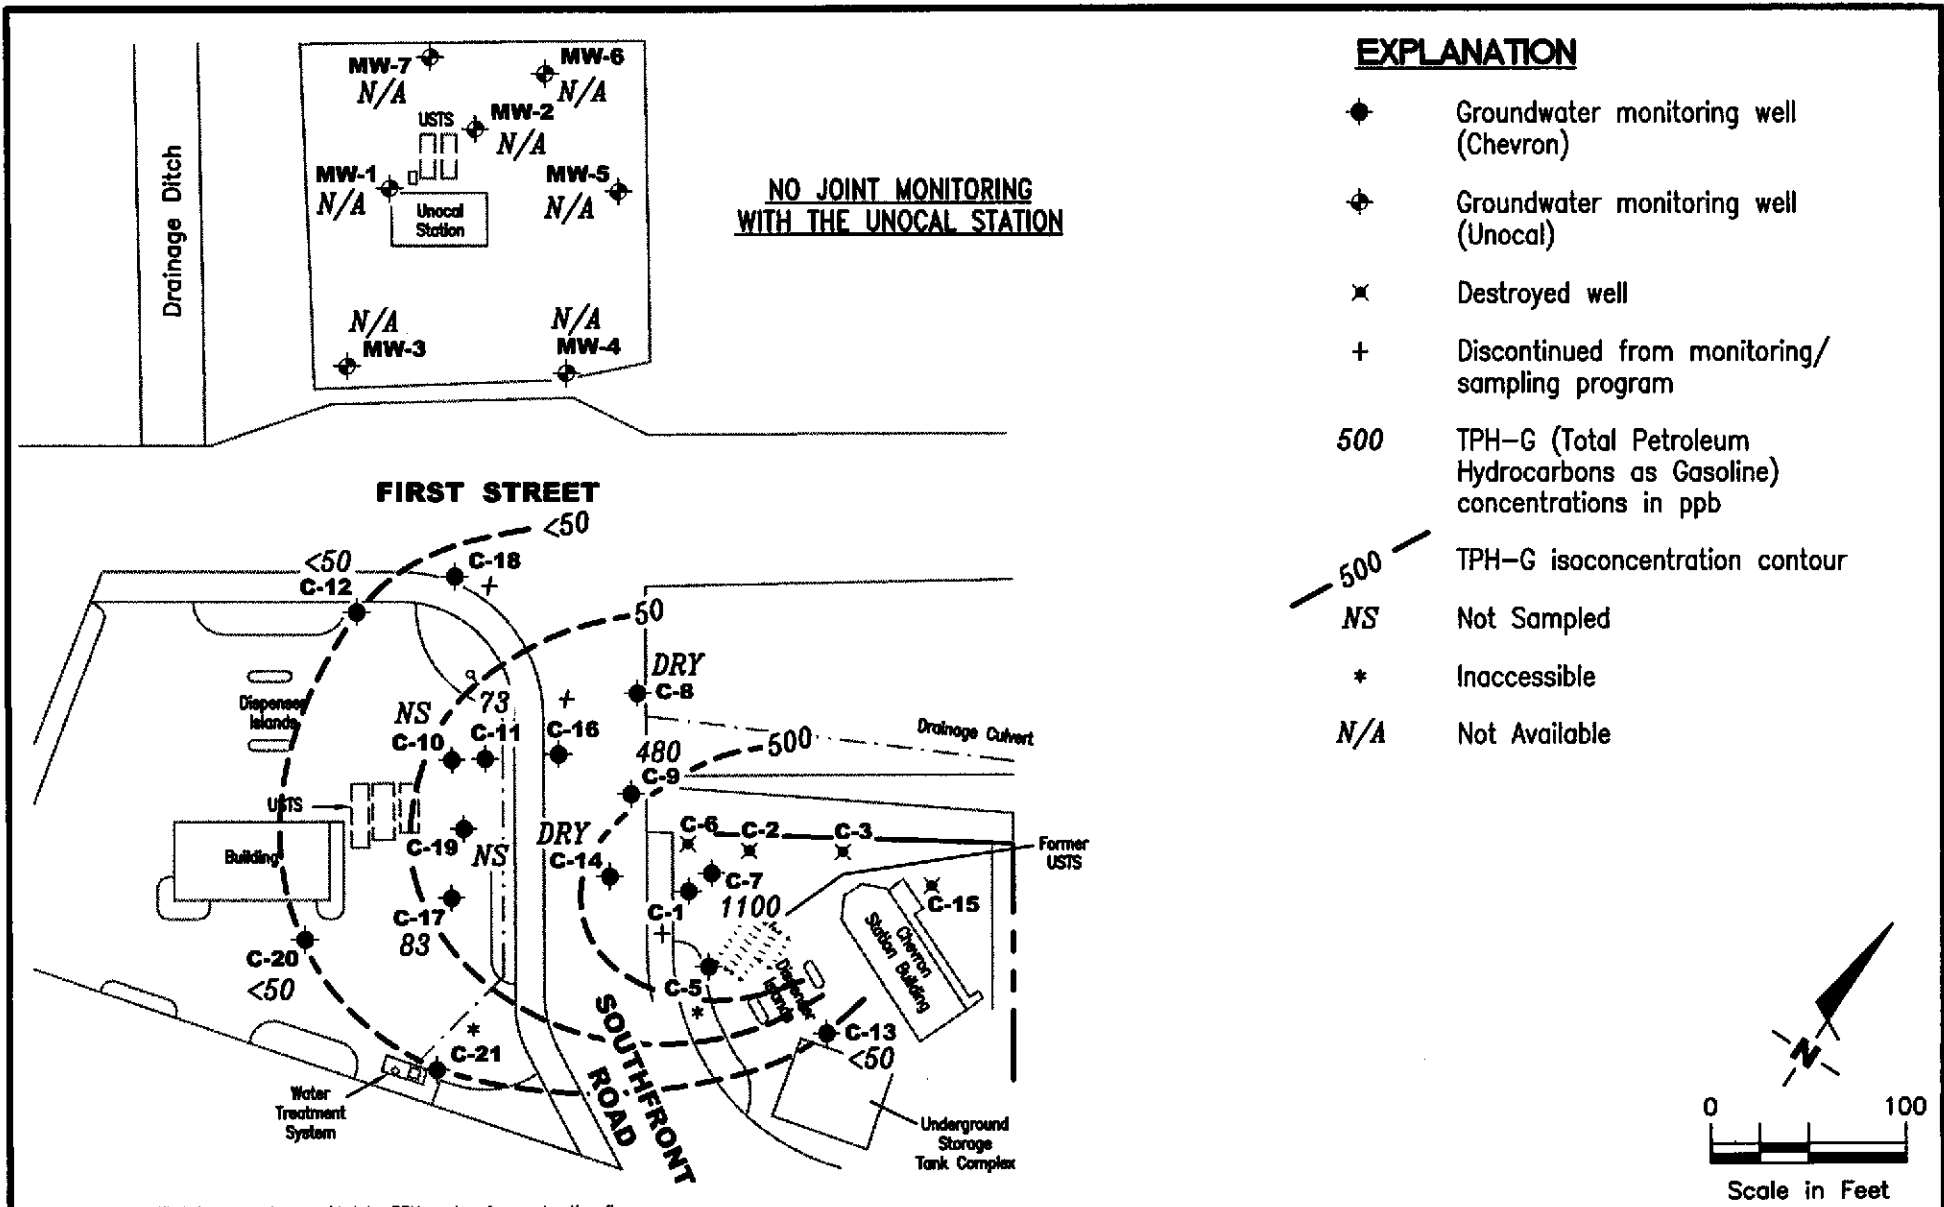 EXPLANATION
Groundwater monitoring well
(Chevron)
Groundwater monitoring well
(Unocal)
Destroyed well
+ Discontinued from monitoring/
sampling program
500 TPH-G (Total Petroleum
Hydrocarbons as Gasoline)
concentrations in ppb
500 TPH-G isoconcentration contour
NS Not Sampled
* Inaccessible
N/A Not Available
MW-7
N/A
MW-6
N/A
USTS
MW-2
N/A
MW-1
N/A
MW-5
N/A
Unocal
Station
N/A
MW-3
N/A
MW-4
Drainage Ditch
NO JOINT MONITORING
WITH THE UNOCAL STATION
FIRST STREET
<50
<50
C-12
C-18
+
50
DRY
C-8
73
NS
C-10
C-11
+
C-16
Dispenser
Islands
480
C-9
500
Drainage Culvert
USTS
Building
C-19
NS
DRY
C-14
C-6
C-2
C-3
Former
USTS
C-7
1100
C-1
+
C-15
C-17
83
C-20
<50
C-5
*
Dispenser
Islands
Chevron
Station Building
C-13
<50
*
C-21
SOUTHFRONT
ROAD
Water
Treatment
System
Underground
Storage
Tank Complex
N
0 100
Scale in Feet